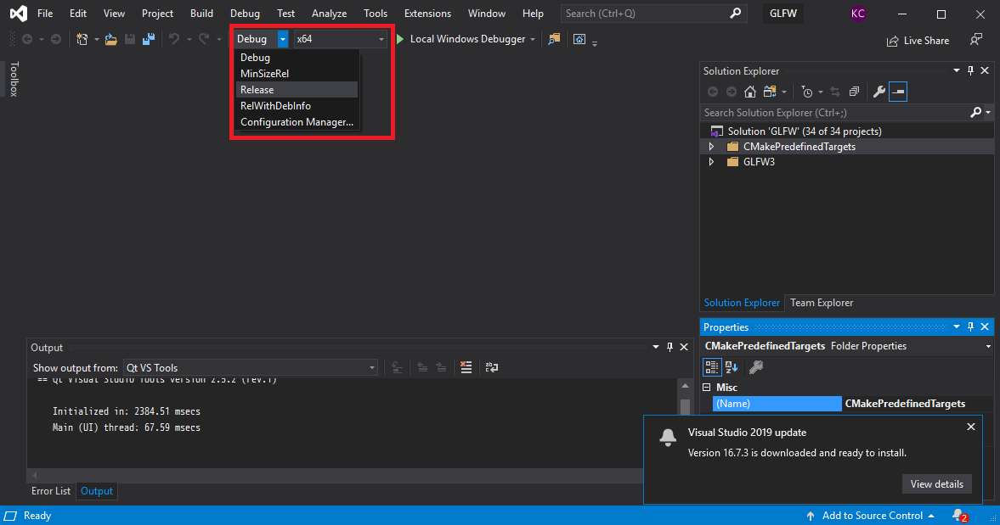 File Edit View Project Build Debug Test Analyze Tools Extensions Window Help Search (Ctrl+Q) GLFW KC
Debug x64 Local Windows Debugger Live Share
Debug
MinSizeRel
Release
RelWithDebInfo
Configuration Manager...
Toolbox
Solution Explorer
Search Solution Explorer (Ctrl+;)
Solution 'GLFW' (34 of 34 projects)
CMakePredefinedTargets
GLFW3
Solution Explorer Team Explorer
Properties
CMakePredefinedTargets Folder Properties
Misc
(Name) CMakePredefinedTargets
Output
Show output from: Qt VS Tools
== Qt Visual Studio Tools version 2.5.2 (rev.1)
Initialized in: 2384.51 msecs
Main (UI) thread: 67.59 msecs
Error List Output
Visual Studio 2019 update
Version 16.7.3 is downloaded and ready to install.
View details
Ready Add to Source Control 2